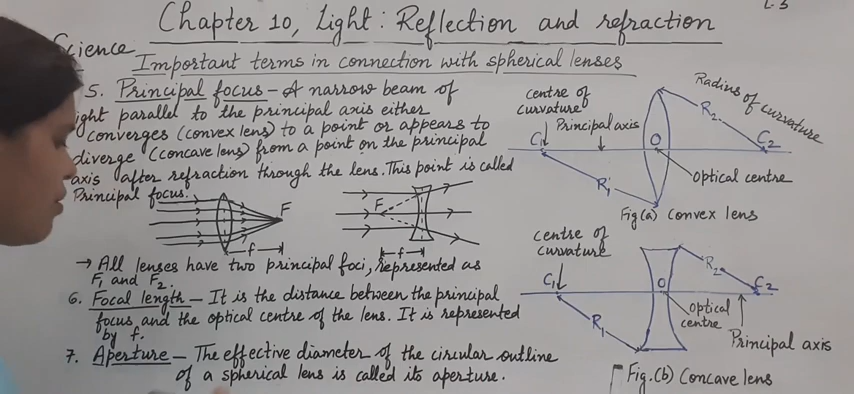 L-3
Chapter 10, Light: Reflection and refraction
Science
Important terms in connection with spherical lenses
5. Principal focus - A narrow beam of
ight parallel to the principal axis either
converges (convex lens) to a point or appears to
diverge (concave lens) from a point on the principal
axis after refraction through the lens. This point is called
Principal focus.
F
f
F
f
→ All lenses have two principal foci, represented as
F1 and F2.
6. Focal length - It is the distance between the principal
focus and the optical centre of the lens. It is represented
by f.
7. Aperture - The effective diameter of the circular outline
of a spherical lens is called its aperture.
centre of
curvature
Radius of curvature
R2
Principal axis
C1
O
C2
R1
Optical centre
Fig(a) Convex lens
centre of
curvature
R2
C1
O
C2
Optical
centre
R1
Principal axis
Fig.(b) Concave lens